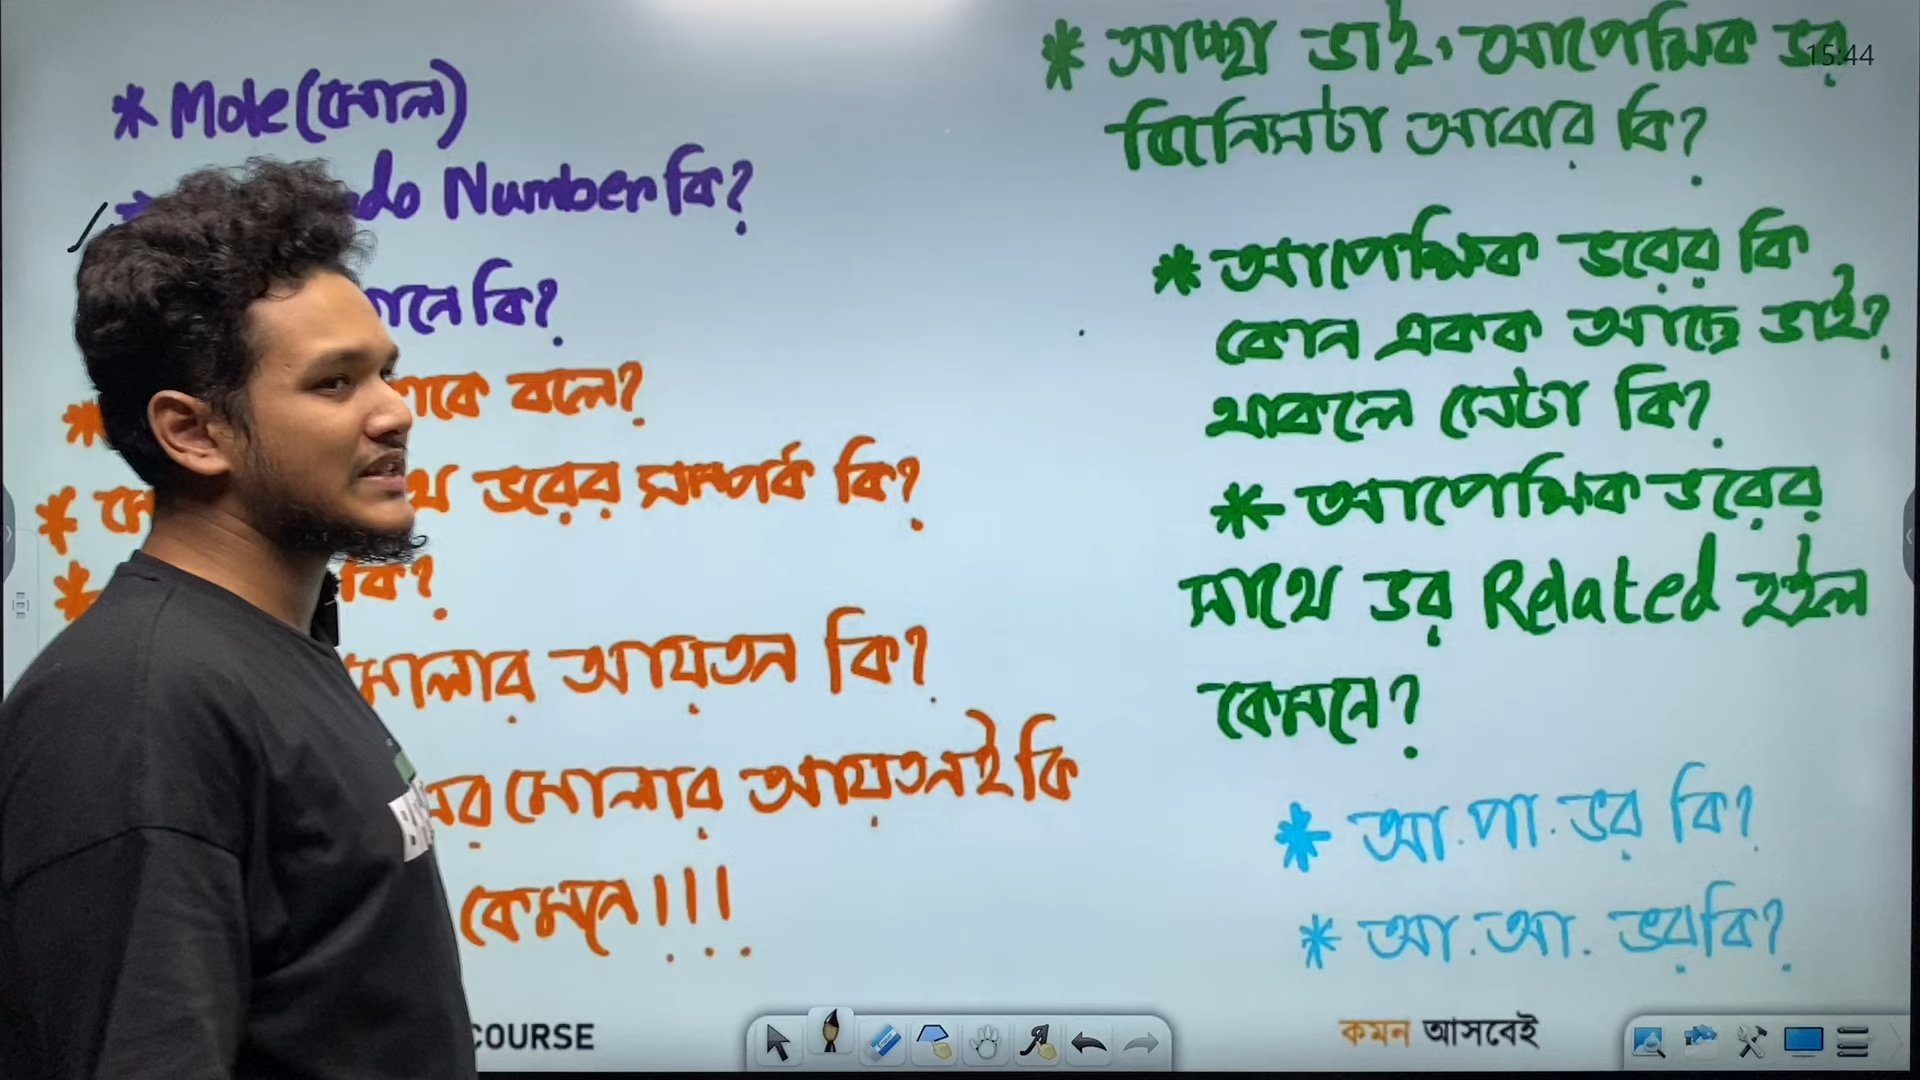 * Mole (মোল)
do Number কি?
মানে কি?
* কাকে বলে?
* ভরের সম্পর্ক কি?
* কি?
মোলার আয়তন কি?
মোলার আয়তনই কি
কেমনে!!!
COURSE
* আচ্ছা ভাই, আপেক্ষিক ভর
জিনিসটা আবার কি?
* আপেক্ষিক ভরের কি
কোন একক আছে ভাই?
থাকলে সেটা কি?
* আপেক্ষিক ভরের
সাথে ভর Related হইল
কেমনে?
* আ.পা.ভর কি?
* আ.আ. ভর কি?
কমন আসবেই
15:44